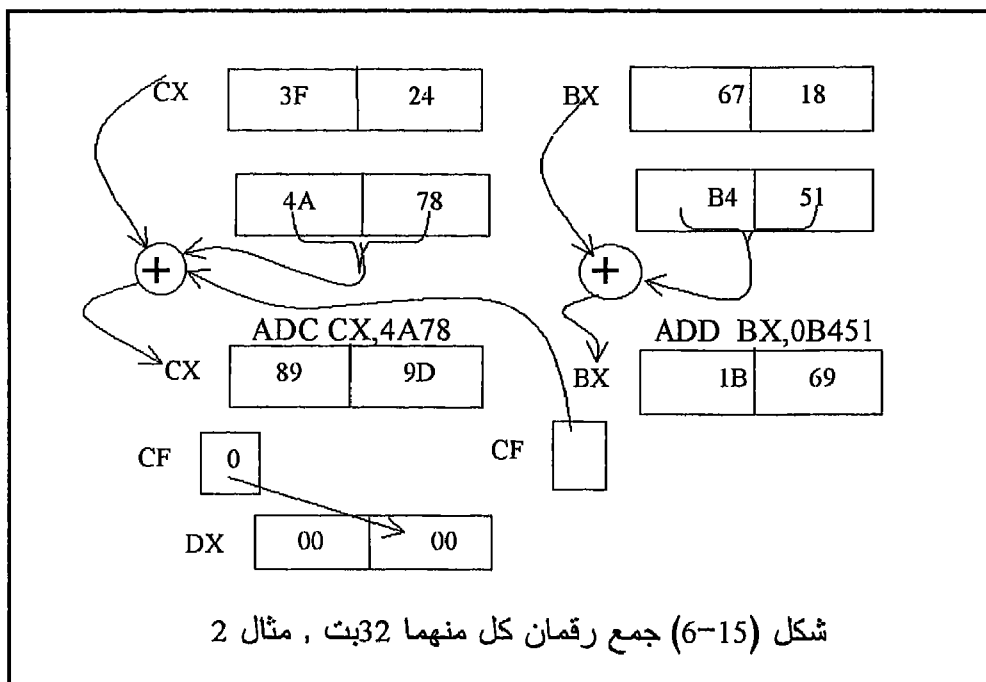 CX 3F 24 BX 67 18
4A 78 B4 51
+ +
ADC CX,4A78 ADD BX,0B451
CX 89 9D BX 1B 69
CF 0 CF
DX 00 00
شكل (6-15) جمع رقمان كل منهما 32بت , مثال 2